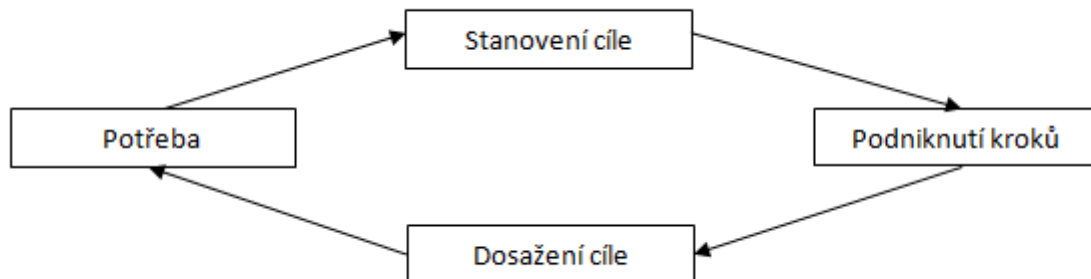 Stanovení cíle
Potřeba
Podniknutí kroků
Dosažení cíle